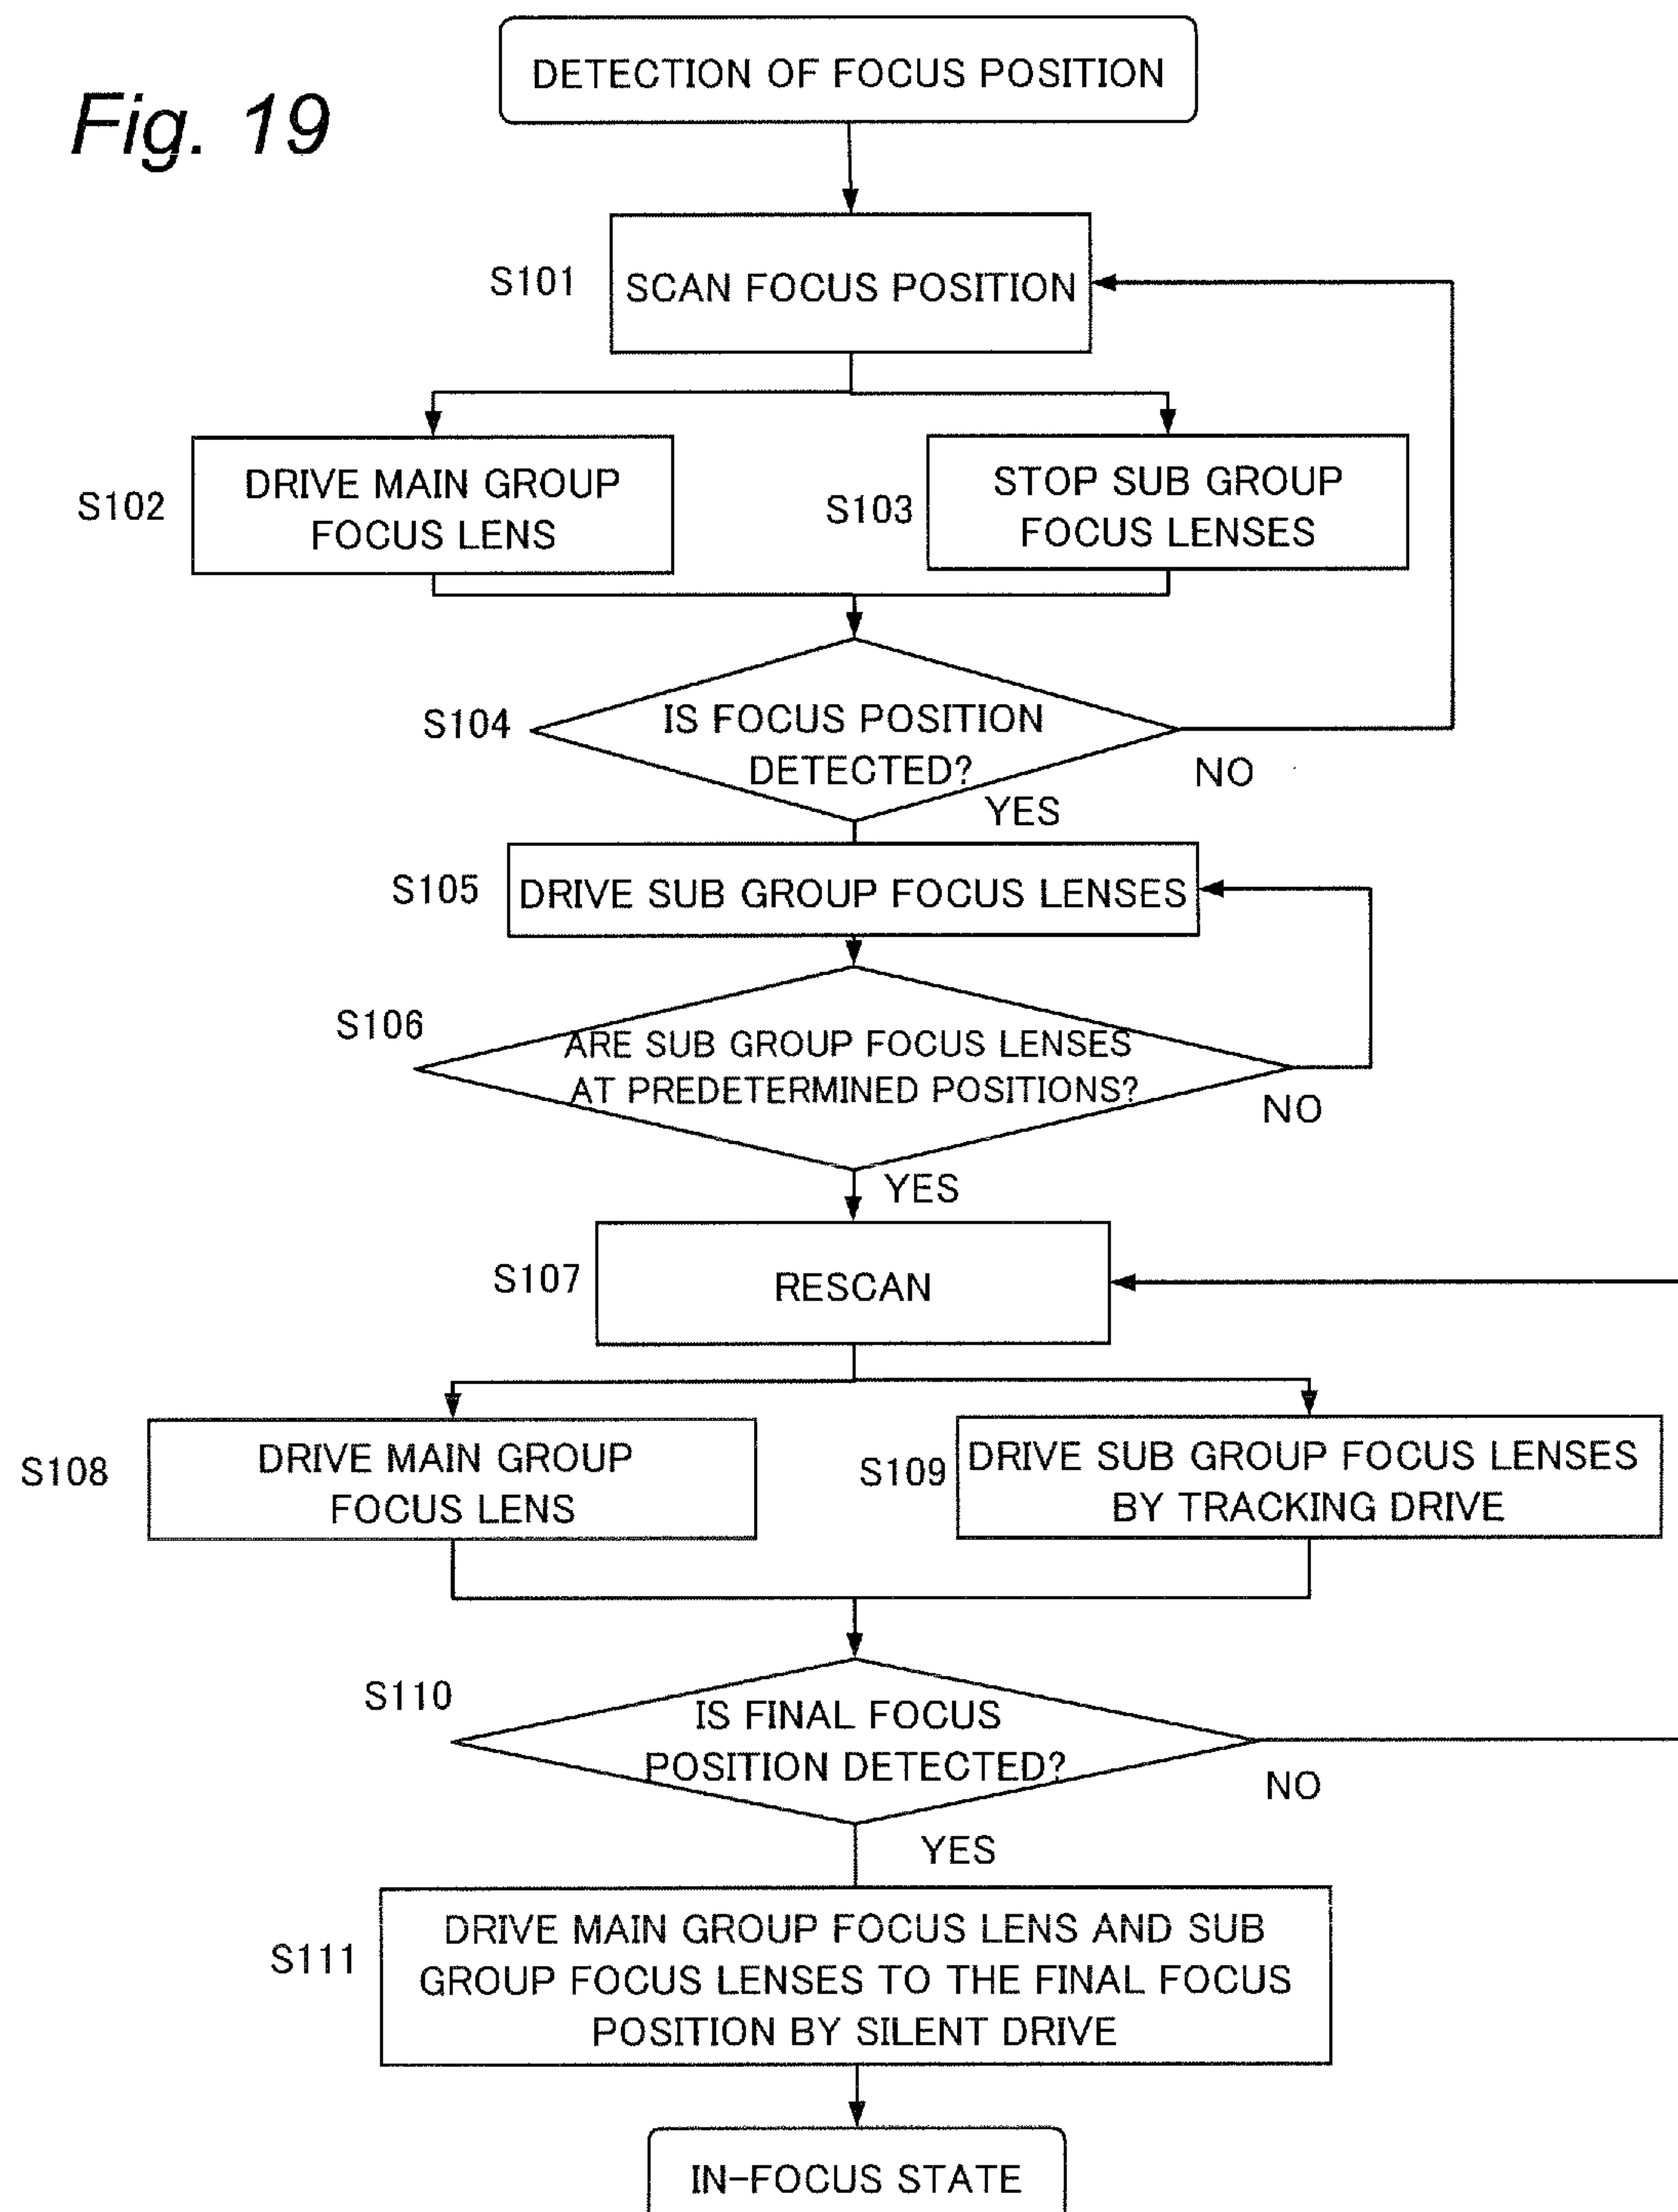 Fig. 19
DETECTION OF FOCUS POSITION
S101
SCAN FOCUS POSITION
S102
DRIVE MAIN GROUP
FOCUS LENS
S103
STOP SUB GROUP
FOCUS LENSES
S104
IS FOCUS POSITION
DETECTED?
NO
YES
S105
DRIVE SUB GROUP FOCUS LENSES
S106
ARE SUB GROUP FOCUS LENSES
AT PREDETERMINED POSITIONS?
NO
YES
S107
RESCAN
S108
DRIVE MAIN GROUP
FOCUS LENS
S109
DRIVE SUB GROUP FOCUS LENSES
BY TRACKING DRIVE
S110
IS FINAL FOCUS
POSITION DETECTED?
NO
YES
S111
DRIVE MAIN GROUP FOCUS LENS AND SUB
GROUP FOCUS LENSES TO THE FINAL FOCUS
POSITION BY SILENT DRIVE
IN-FOCUS STATE